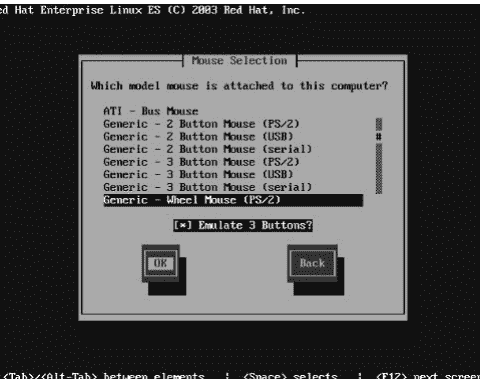 ed Hat Enterprise Linux ES (C) 2003 Red Hat, Inc.
Mouse Selection
Which model mouse is attached to this computer?
ATI - Bus Mouse
Generic - 2 Button Mouse (PS/2)
Generic - 2 Button Mouse (USB)
Generic - 2 Button Mouse (serial)
Generic - 3 Button Mouse (PS/2)
Generic - 3 Button Mouse (USB)
Generic - 3 Button Mouse (serial)
Generic - Wheel Mouse (PS/2)
[*] Emulate 3 Buttons?
OK Back
<Tab>/<Alt-Tab> between elements | <Space> selects | <F12> next screen